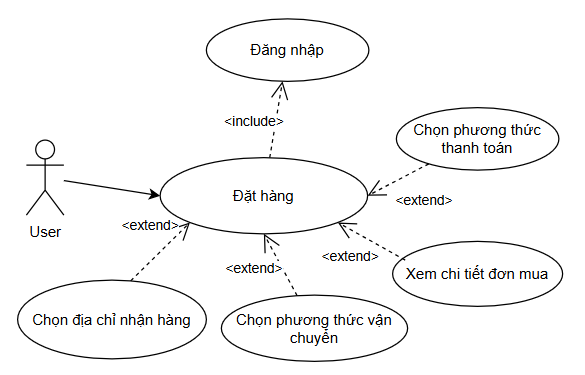 Đăng nhập
<include>
Chọn phương thức
thanh toán
Đặt hàng
<extend>
User
<extend>
<extend>
<extend>
Xem chi tiết đơn mua
Chọn địa chỉ nhận hàng
Chọn phương thức vận
chuyển